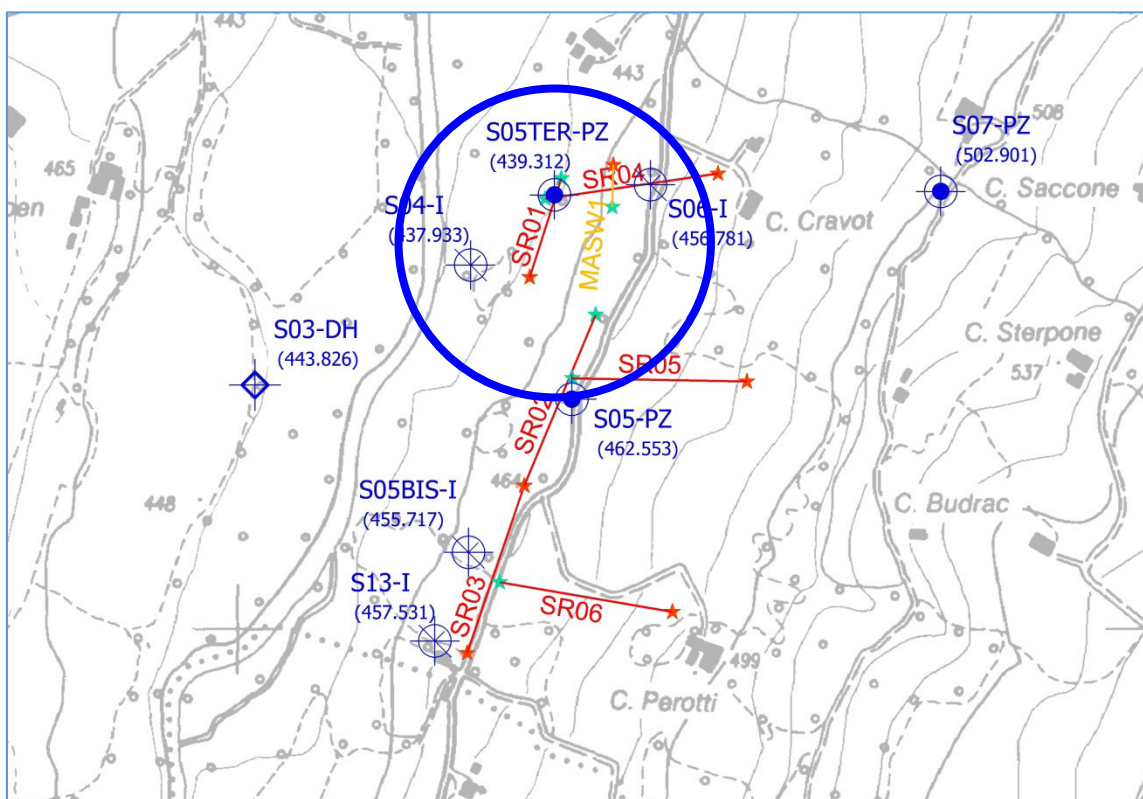 443
443
508
S07-PZ
(502.901)
465
S05TER-PZ
(439.312)
SR04
C. Saccone
S04-I
(437.933)
SR01
MASW1
S06-I
(456.781)
C. Cravot
S03-DH
(443.826)
C. Sterpone
537
SR05
SR02
S05-PZ
(462.553)
464
S05BIS-I
(455.717)
448
C. Budrac
S13-I
(457.531)
SR03
SR06
499
C. Perotti